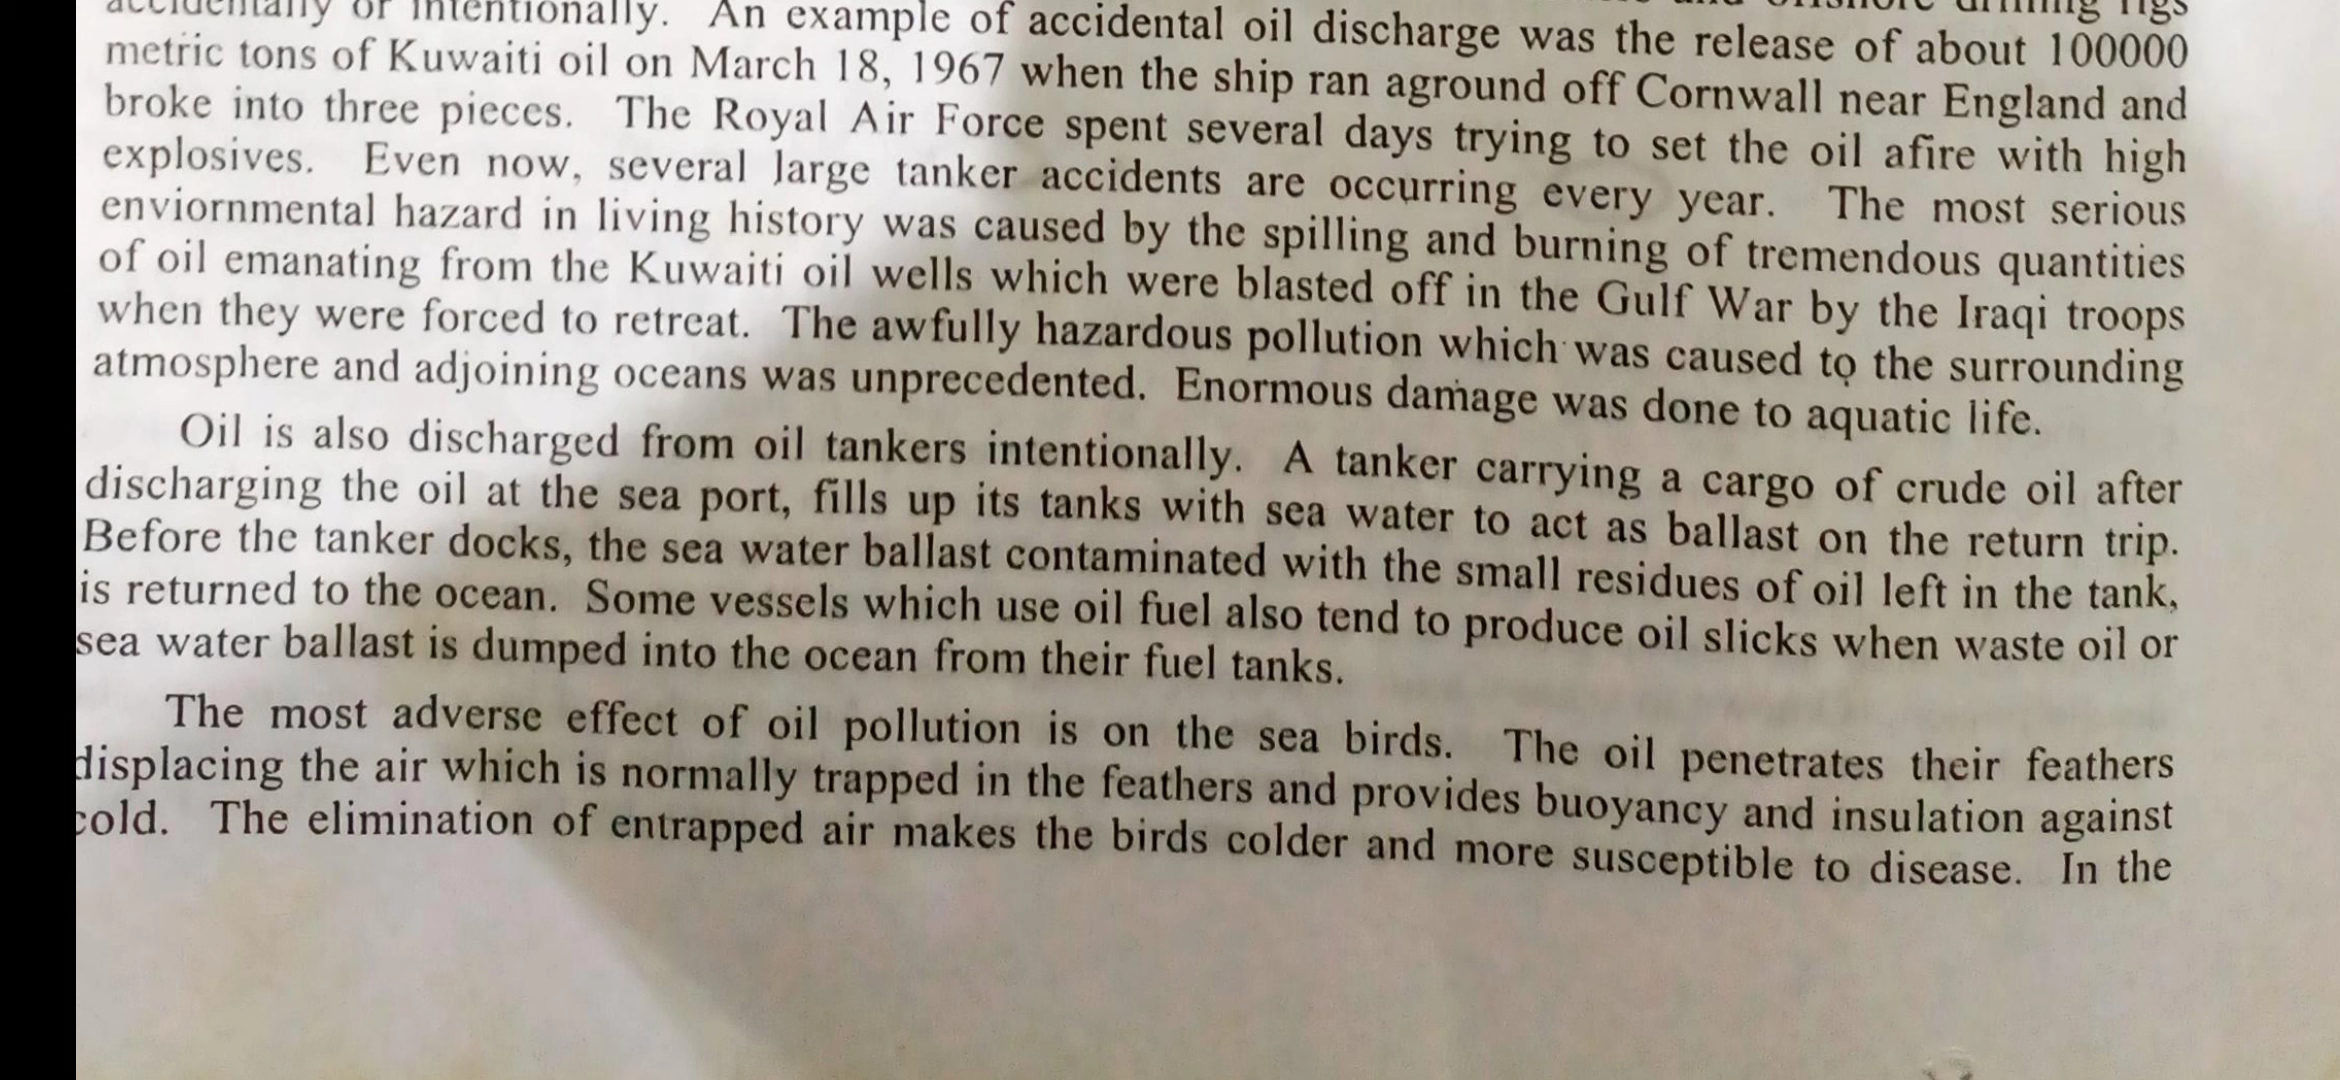 accidentally or intentionally. An example of accidental oil discharge was the release of about 100000
metric tons of Kuwaiti oil on March 18, 1967 when the ship ran aground off Cornwall near England and
broke into three pieces. The Royal Air Force spent several days trying to set the oil afire with high
explosives. Even now, several large tanker accidents are occurring every year. The most serious
enviornmental hazard in living history was caused by the spilling and burning of tremendous quantities
of oil emanating from the Kuwaiti oil wells which were blasted off in the Gulf War by the Iraqi troops
when they were forced to retreat. The awfully hazardous pollution which was caused to the surrounding
atmosphere and adjoining oceans was unprecedented. Enormous damage was done to aquatic life.
Oil is also discharged from oil tankers intentionally. A tanker carrying a cargo of crude oil after
discharging the oil at the sea port, fills up its tanks with sea water to act as ballast on the return trip.
Before the tanker docks, the sea water ballast contaminated with the small residues of oil left in the tank,
is returned to the ocean. Some vessels which use oil fuel also tend to produce oil slicks when waste oil or
sea water ballast is dumped into the ocean from their fuel tanks.
The most adverse effect of oil pollution is on the sea birds. The oil penetrates their feathers
displacing the air which is normally trapped in the feathers and provides buoyancy and insulation against
cold. The elimination of entrapped air makes the birds colder and more susceptible to disease. In the